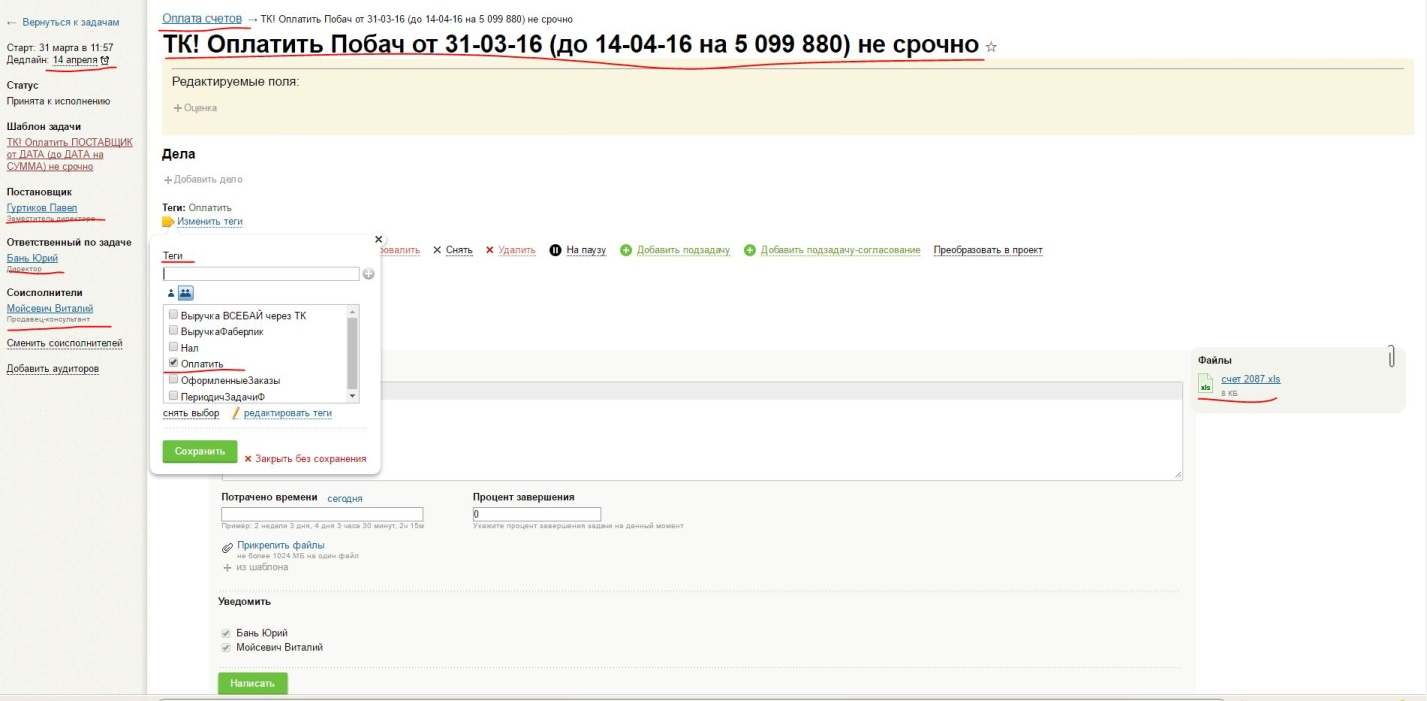 ← Вернуться к задачам
Старт: 31 марта в 11:57
Дедлайн: 14 апреля
Статус
Принята к исполнению
Шаблон задачи
ТК! Оплатить ПОСТАВЩИК
от ДАТА (до ДАТА на
СУММА) не срочно
Постановщик
Гуртиков Павел
Заместитель директора
Ответственный по задаче
Бань Юрий
Директор
Соисполнители
Мойсевич Виталий
Продавец-консультант
Сменить соисполнителей
Добавить аудиторов
Оплата счетов → ТК! Оплатить Побач от 31-03-16 (до 14-04-16 на 5 099 880) не срочно
ТК! Оплатить Побач от 31-03-16 (до 14-04-16 на 5 099 880) не срочно ☆
Редактируемые поля:
+ Оценка
Дела
+ Добавить дело
Теги: Оплатить
Изменить теги
овалить × Снять × Удалить На паузу Добавить подзадачу Добавить подзадачу-согласование Преобразовать в проект
Теги
Выручка ВСЕБАЙ через ТК
ВыручкаФаберлик
Нал
Оплатить
ОформленныеЗаказы
ПериодичЗадачиФ
снять выбор редактировать теги
Сохранить × Закрыть без сохранения
Файлы
счет 2087.xls
xls
8 КБ
Потрачено времени сегодня
Пример: 2 недели 3 дня, 4 дня 3 часа 30 минут, 2ч 15м
Процент завершения
0
Укажите процент завершения задачи на данный момент
Прикрепить файлы
не более 1024 МБ на один файл
+ из шаблона
Уведомить
Бань Юрий
Мойсевич Виталий
Написать